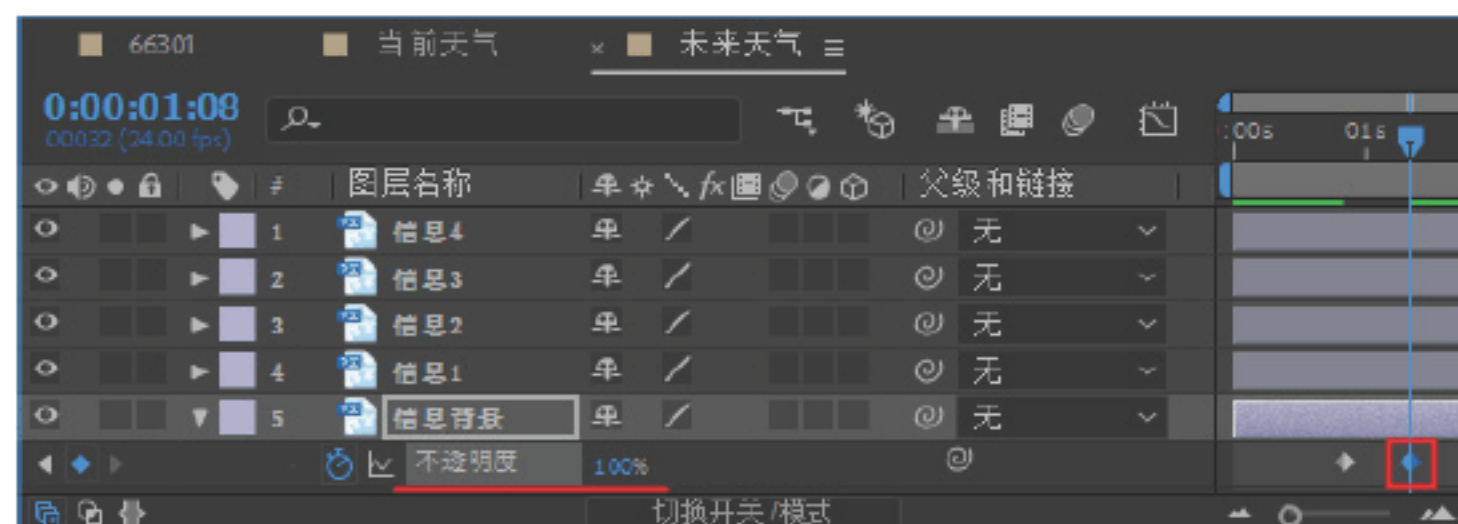 66301 当前天气 × 未来天气 ≡
0:00:01:08
00032 (24.00 fps)
:00s 01s
# 图层名称 fx 父级和链接
1 信息4 无
2 信息3 无
3 信息2 无
4 信息1 无
5 信息背景 无
不透明度 100%
切换开关/模式